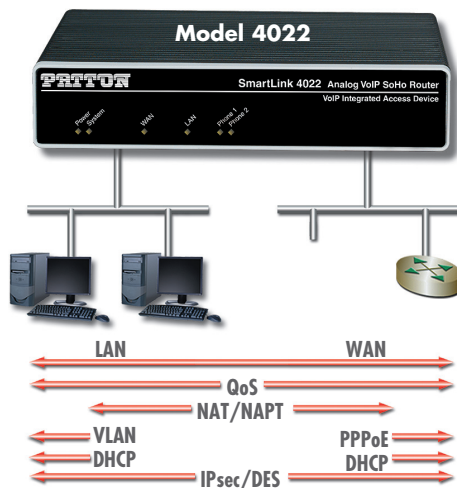 Model 4022
PATTON
SmartLink 4022 Analog VoIP SoHo Router
VoIP Integrated Access Device
Power
System
WAN
LAN
Phone 1
Phone 2
LAN WAN
QoS
NAT/NAPT
VLAN PPPoE
DHCP DHCP
IPsec/DES